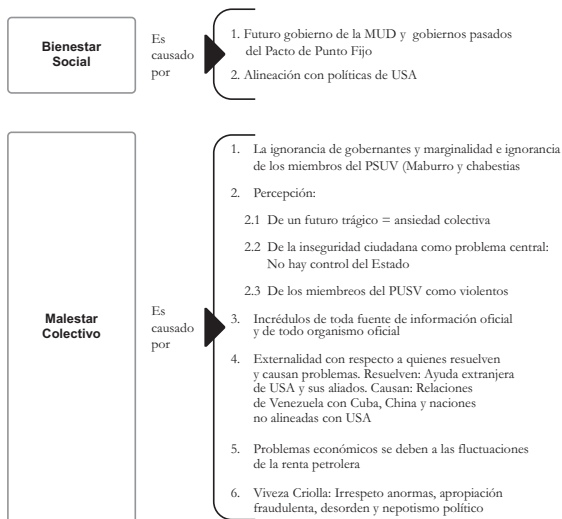 Bienestar
Social
Es
causado
por
1. Futuro gobierno de la MUD y gobiernos pasados
del Pacto de Punto Fijo
2. Alineación con políticas de USA
Malestar
Colectivo
Es
causado
por
1. La ignorancia de gobernantes y marginalidad e ignorancia
de los miembros del PSUV (Maburro y chabestias
2. Percepción:
2.1 De un futuro trágico = ansiedad colectiva
2.2 De la inseguridad ciudadana como problema central:
No hay control del Estado
2.3 De los miembreos del PUSV como violentos
3. Incrédulos de toda fuente de información oficial
y de todo organismo oficial
4. Externalidad con respecto a quienes resuelven
y causan problemas. Resuelven: Ayuda extranjera
de USA y sus aliados. Causan: Relaciones
de Venezuela con Cuba, China y naciones
no alineadas con USA
5. Problemas económicos se deben a las fluctuaciones
de la renta petrolera
6. Viveza Criolla: Irrespeto anormas, apropiación
fraudulenta, desorden y nepotismo político